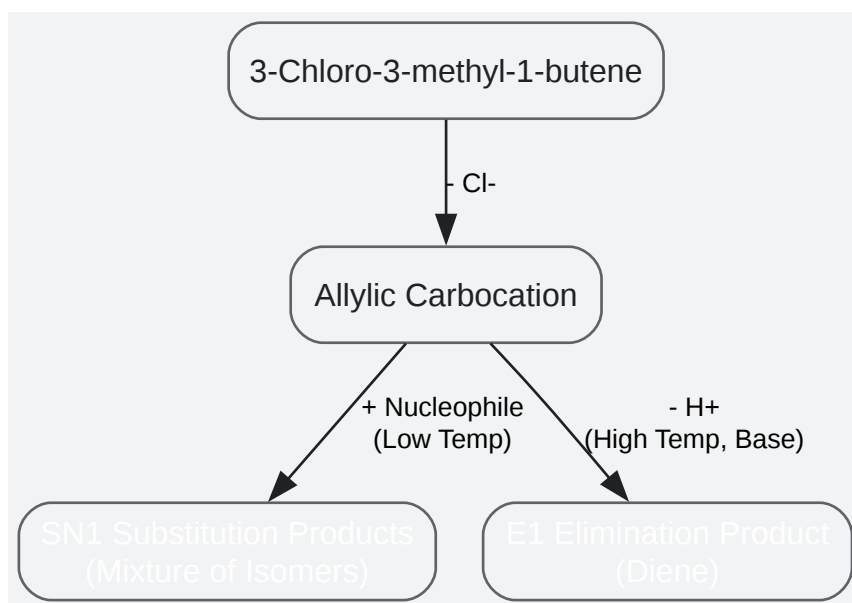 3-Chloro-3-methyl-1-butene
- Cl-
Allylic Carbocation
+ Nucleophile
(Low Temp)
- H+
(High Temp, Base)
SN1 Substitution Products
(Mixture of Isomers)
E1 Elimination Product
(Diene)